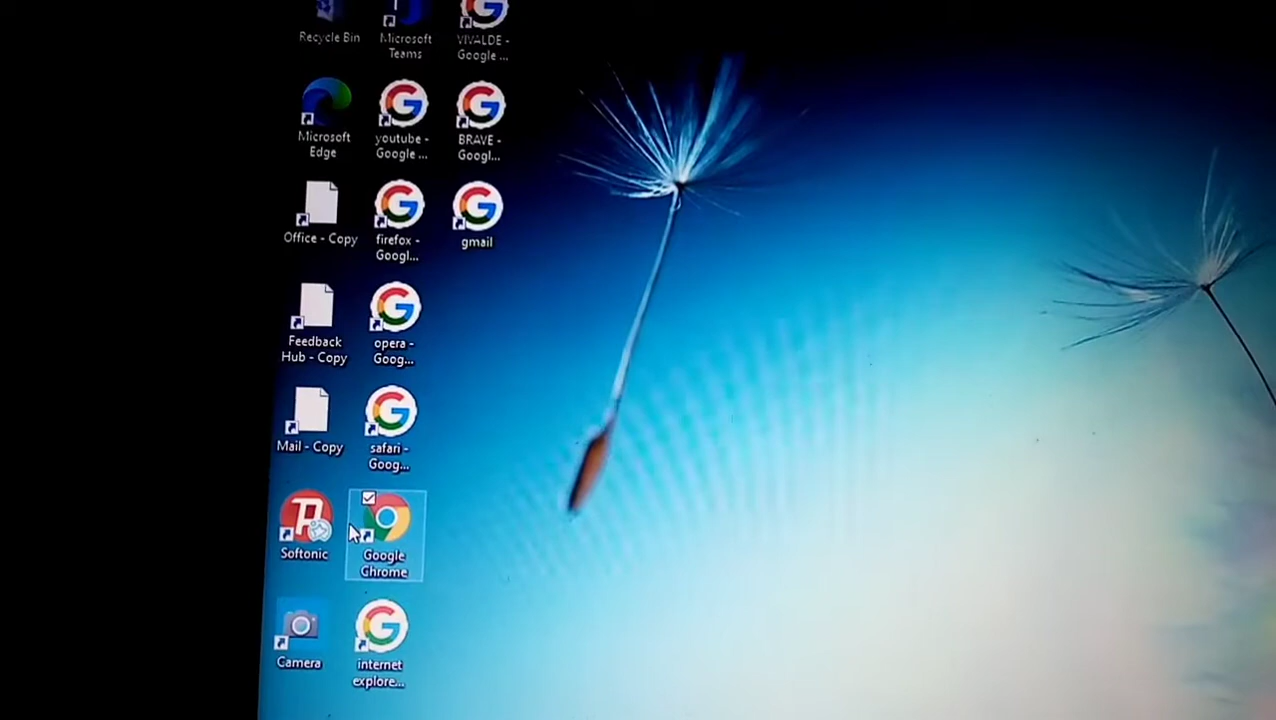 Recycle Bin
Microsoft
Teams
VIVALDE -
Google ...
Microsoft
Edge
youtube -
Google ...
BRAVE -
Googl...
Office - Copy
firefox -
Googl...
gmail
Feedback
Hub - Copy
opera -
Goog...
Mail - Copy
safari -
Goog...
Softonic
Google
Chrome
Camera
internet
explore...